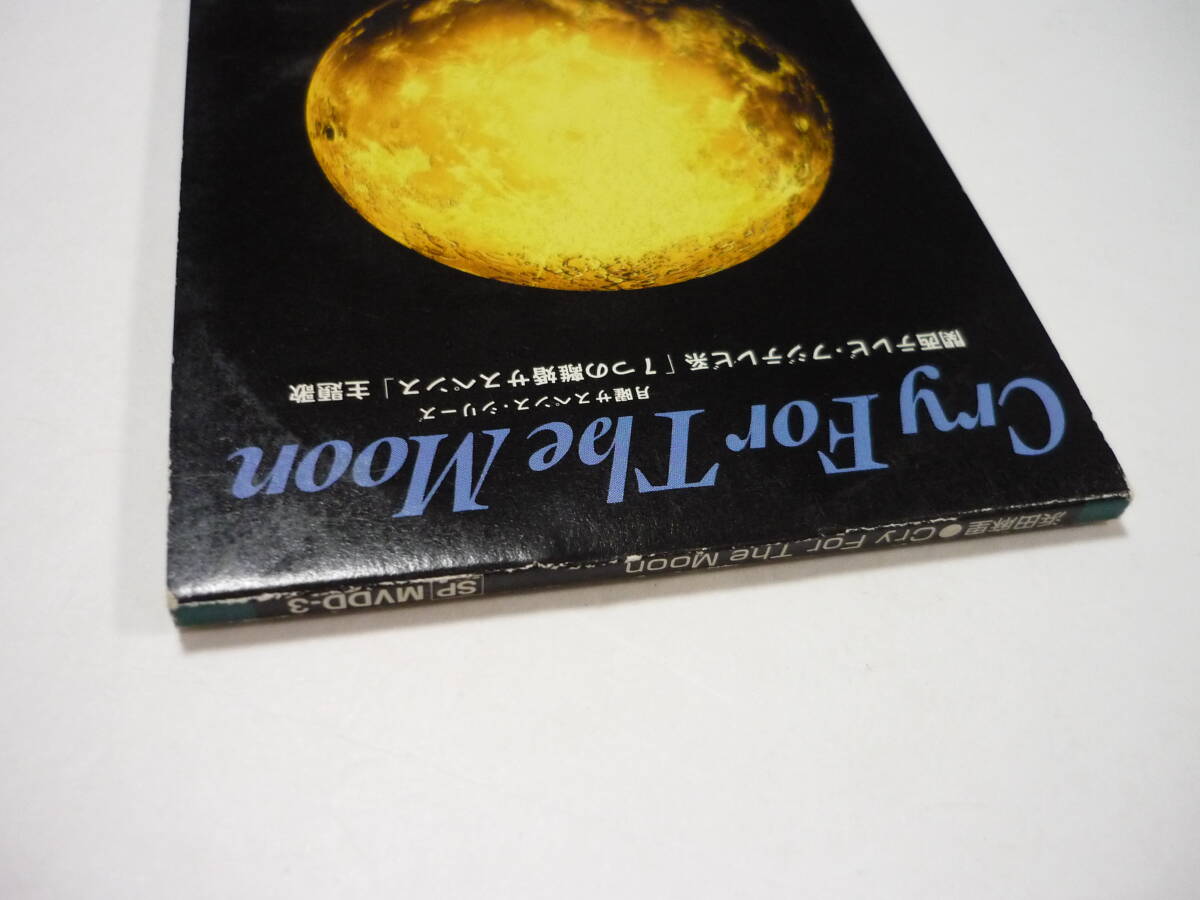 Cry For The Moon
月曜サスペンス・シリーズ
関西テレビ・フジテレビ系「7つの離婚サスペンス」主題歌
浜田麻里●Cry For The Moon SP MVDD-3